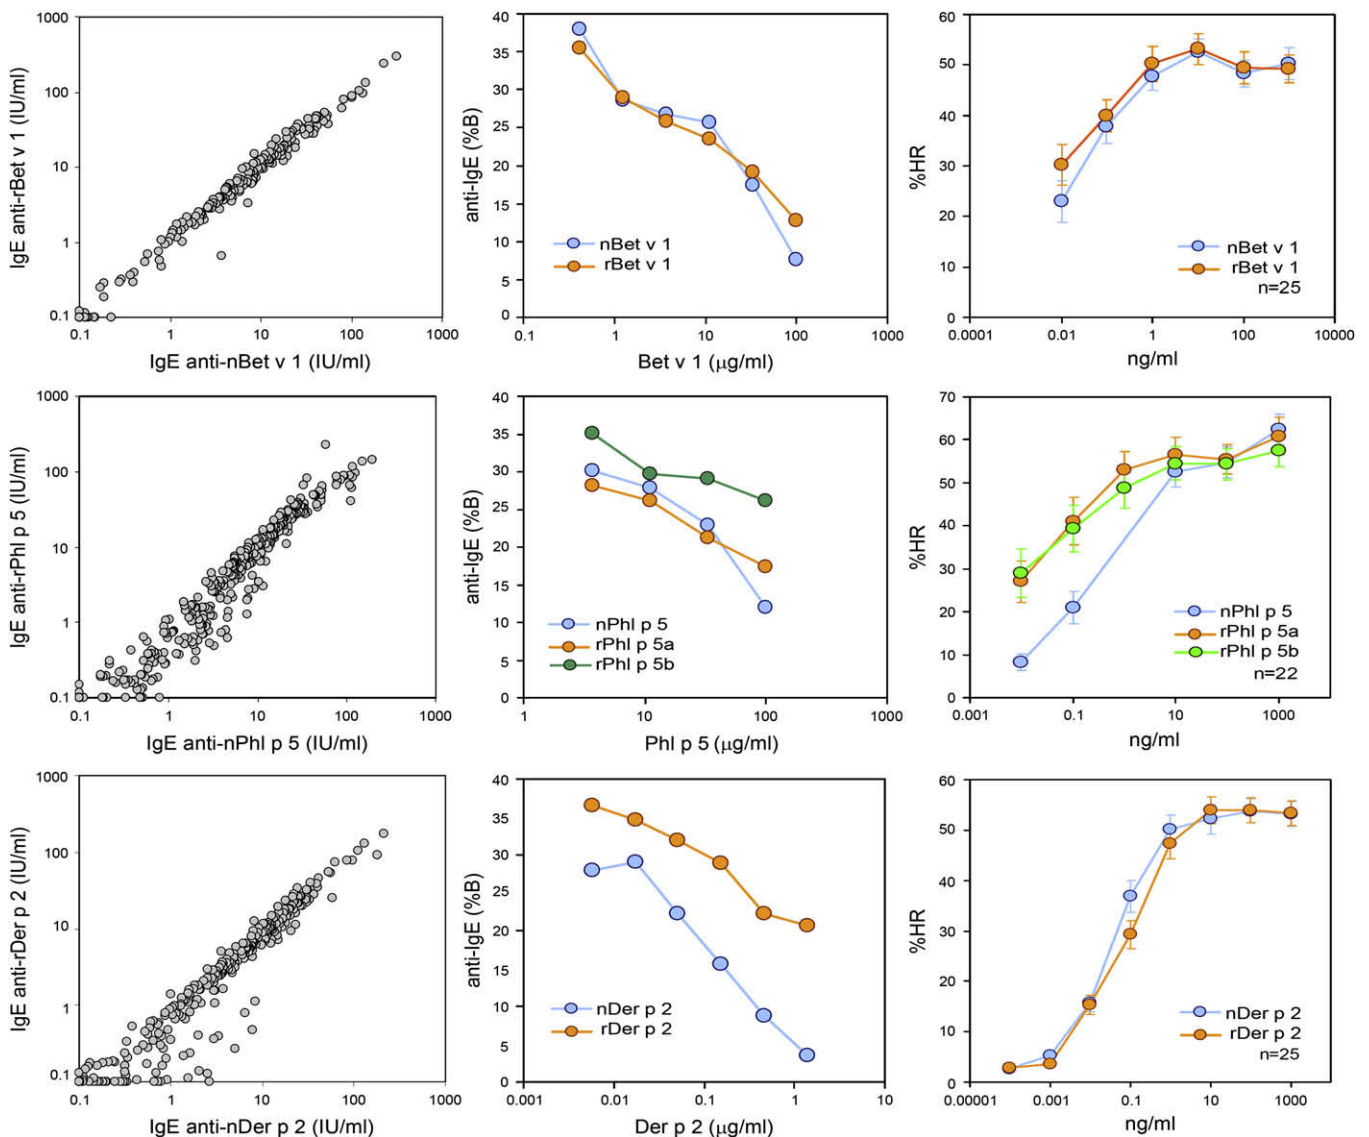 1000
100
10
1
0.1
IgE anti-rBet v 1 (IU/ml)
0.1 1 10 100 1000
IgE anti-nBet v 1 (IU/ml)
40
35
30
25
20
15
10
5
0
anti-IgE (%B)
nBet v 1
rBet v 1
0.1 1 10 100 1000
Bet v 1 (μg/ml)
60
50
40
30
20
10
0
%HR
nBet v 1
rBet v 1
n=25
0.0001 0.01 1 100 10000
ng/ml
1000
100
10
1
0.1
IgE anti-rPhl p 5 (IU/ml)
0.1 1 10 100 1000
IgE anti-nPhl p 5 (IU/ml)
40
35
30
25
20
15
10
5
0
anti-IgE (%B)
nPhl p 5
rPhl p 5a
rPhl p 5b
1 10 100 1000
Phl p 5 (μg/ml)
70
60
50
40
30
20
10
0
%HR
nPhl p 5
rPhl p 5a
rPhl p 5b
n=22
0.001 0.1 10 1000
ng/ml
1000
100
10
1
0.1
IgE anti-rDer p 2 (IU/ml)
0.1 1 10 100 1000
IgE anti-nDer p 2 (IU/ml)
40
35
30
25
20
15
10
5
0
anti-IgE (%B)
nDer p 2
rDer p 2
0.001 0.01 0.1 1 10
Der p 2 (μg/ml)
60
50
40
30
20
10
0
%HR
nDer p 2
rDer p 2
n=25
0.00001 0.001 0.1 10 1000
ng/ml